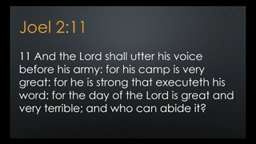 Joel 2:11
11 And the Lord shall utter his voice
before his army: for his camp is very
great: for he is strong that executeth his
word: for the day of the Lord is great and
very terrible; and who can abide it?